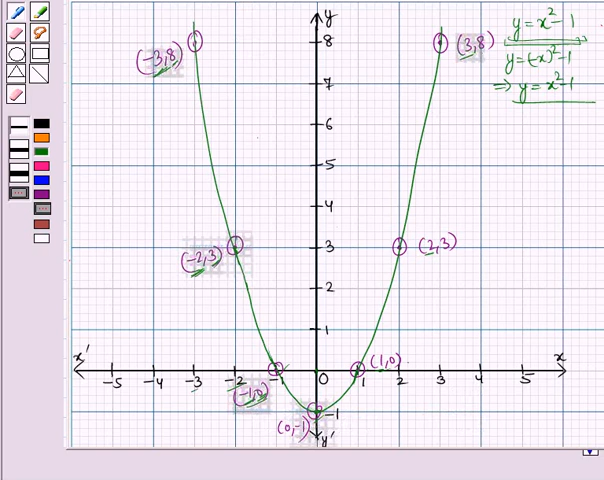 y
y = x² - 1
8
(-3,8)
(3,8)
y = (-x)² - 1
⇒ y = x² - 1
7
6
5
4
3
(-2,3)
(2,3)
2
1
x'
(1,0)
x
-5 -4 -3 -2 -1 0 1 2 3 4 5
(-1,0)
-1
(0,-1)
y'